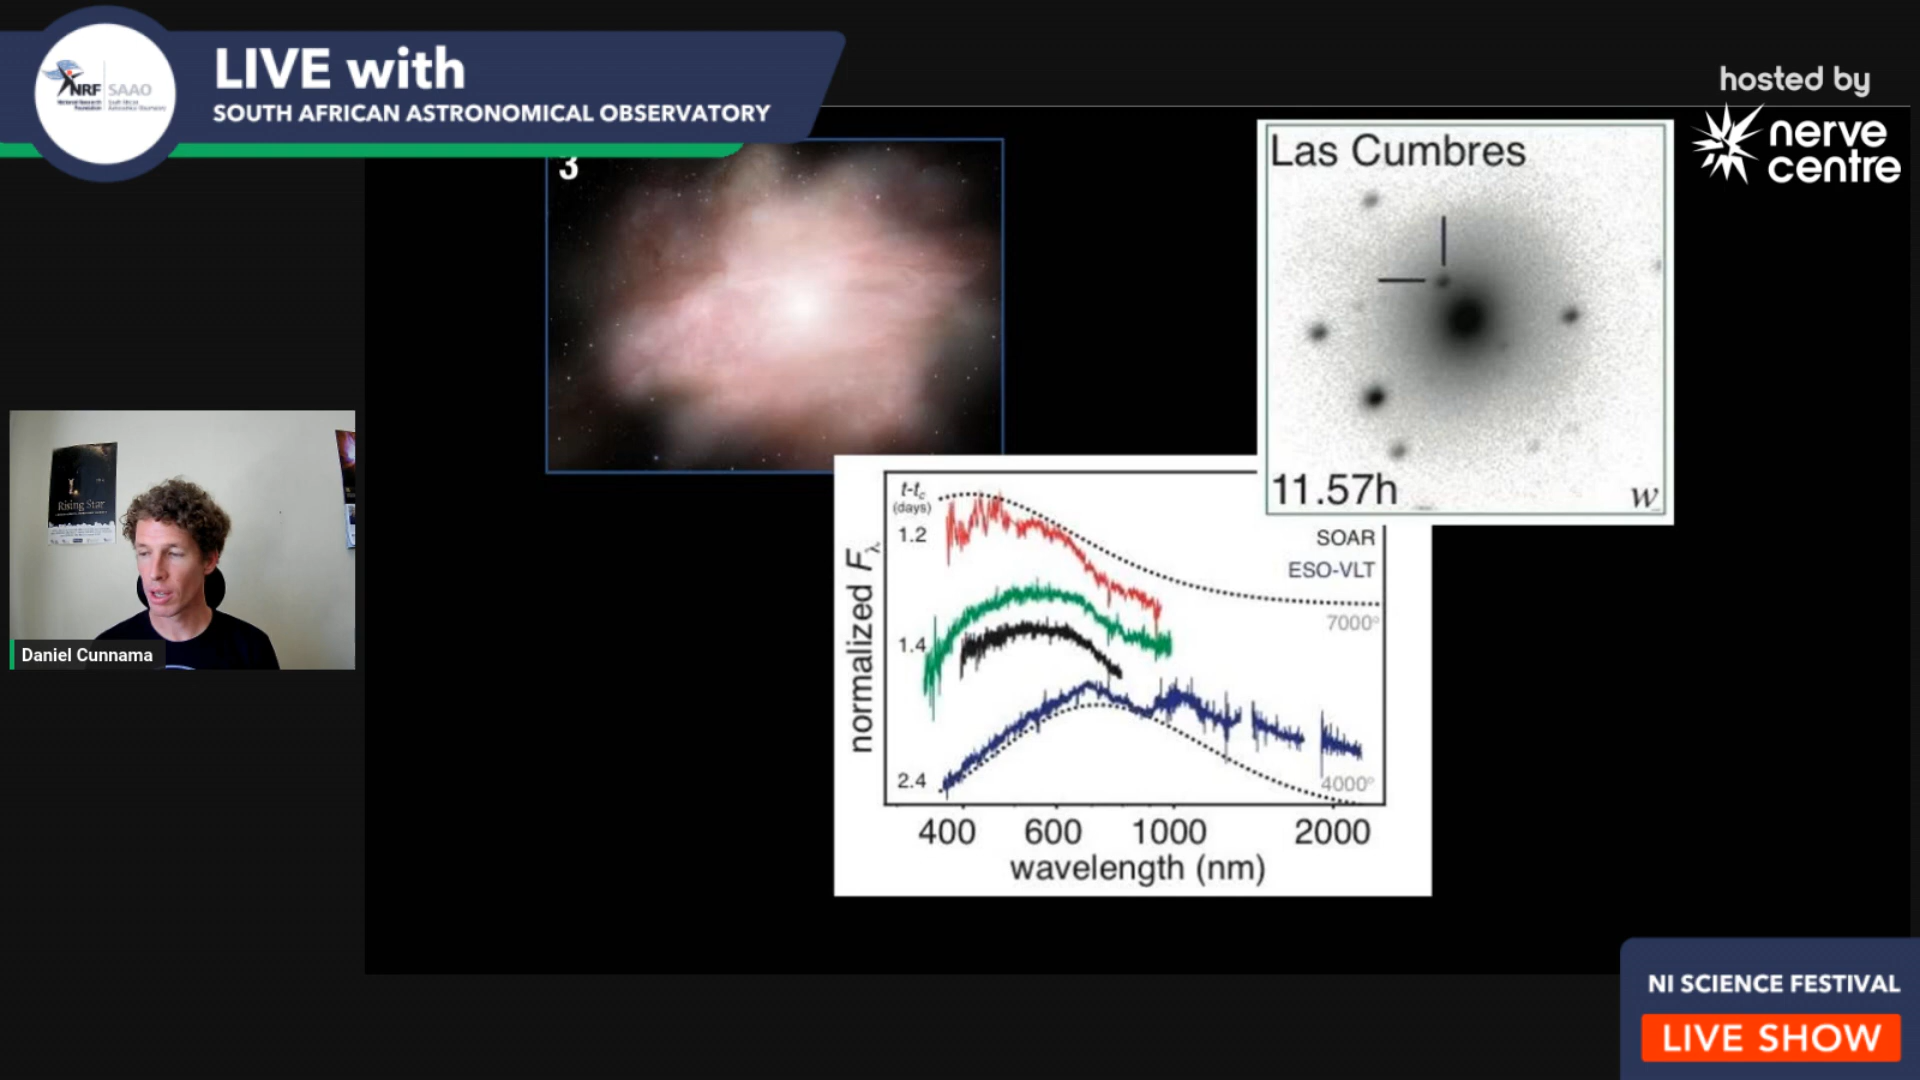 NRF
SAAO
LIVE with
SOUTH AFRICAN ASTRONOMICAL OBSERVATORY
hosted by
nerve
centre
3
Las Cumbres
11.57h
w
t-tc
(days)
1.2
1.4
2.4
normalized Fλ
SOAR
ESO-VLT
7000°
4000°
400 600 1000 2000
wavelength (nm)
Rising Star
Daniel Cunnama
NI SCIENCE FESTIVAL
LIVE SHOW